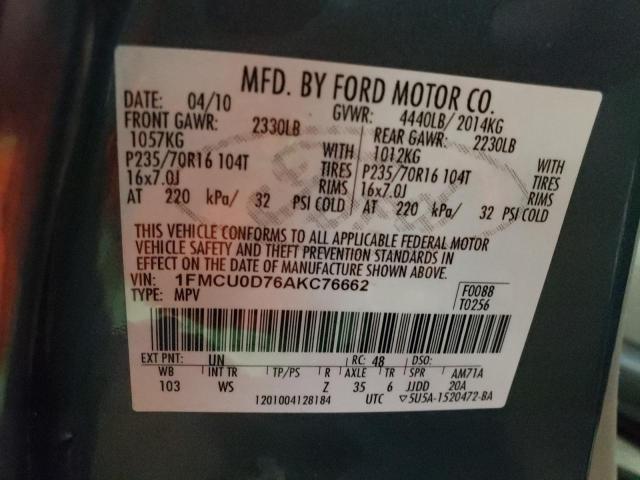 MFD. BY FORD MOTOR CO.
DATE: 04/10 GVWR: 4440LB/ 2014KG
FRONT GAWR: 2330LB REAR GAWR: 2230LB
1057KG WITH 1012KG WITH
P235/70R16 104T TIRES P235/70R16 104T TIRES
16x7.0J RIMS 16x7.0J RIMS
AT 220 kPa/ 32 PSI COLD AT 220 kPa/ 32 PSI COLD
THIS VEHICLE CONFORMS TO ALL APPLICABLE FEDERAL MOTOR
VEHICLE SAFETY AND THEFT PREVENTION STANDARDS IN
EFFECT ON THE DATE OF MANUFACTURE SHOWN ABOVE.
VIN: 1FMCU0D76AKC76662
TYPE: MPV
F0088
T0256
EXT PNT: UN RC: 48 DSO:
WB INT TR TP/PS R AXLE TR SPR AM71A
103 WS Z 35 6 JJDD 20A
1201004128184 UTC ▽5U5A-1520472-BA